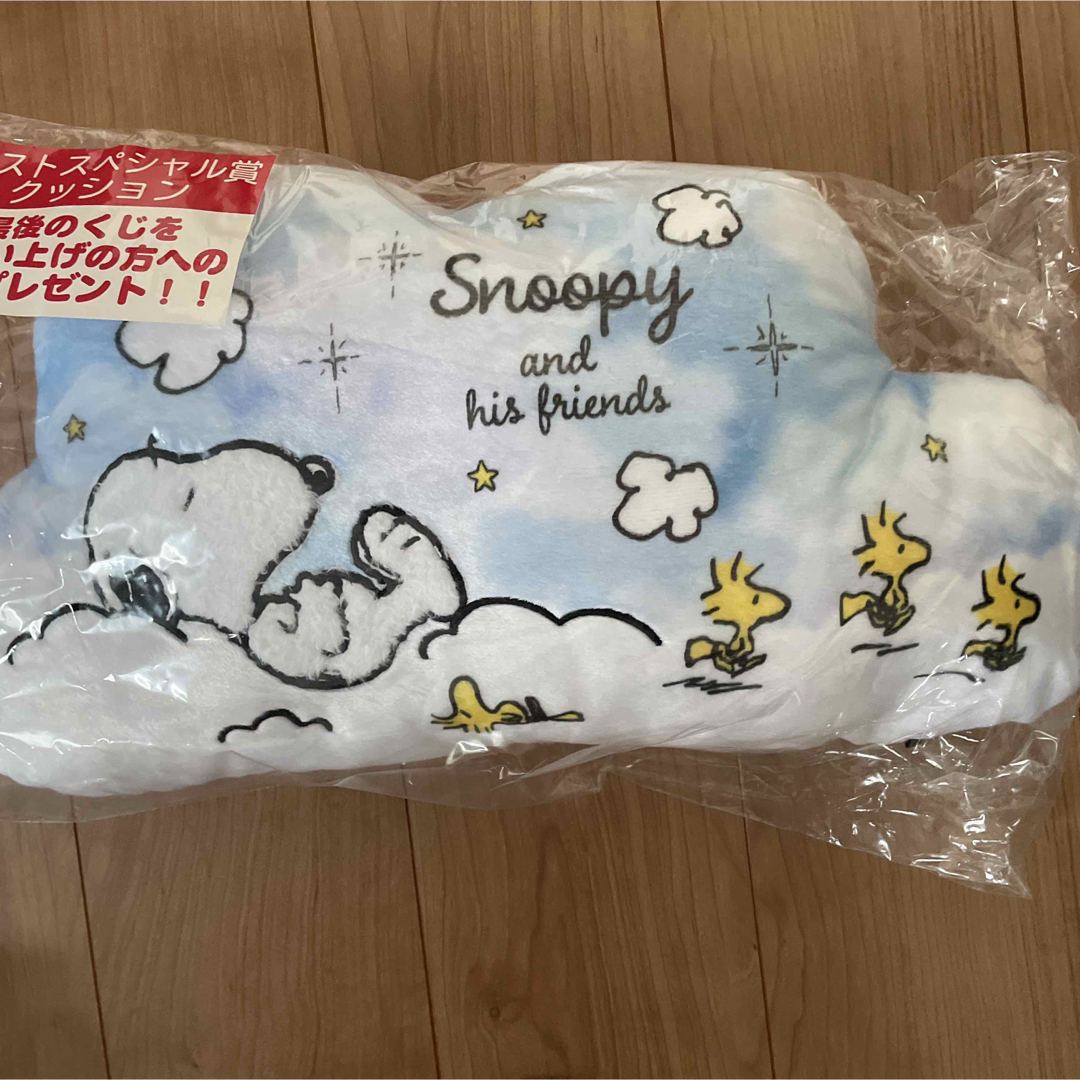 ストスペシャル賞
クッション
最後のくじを
い上げの方への
プレゼント！！
Snoopy
and
his friends